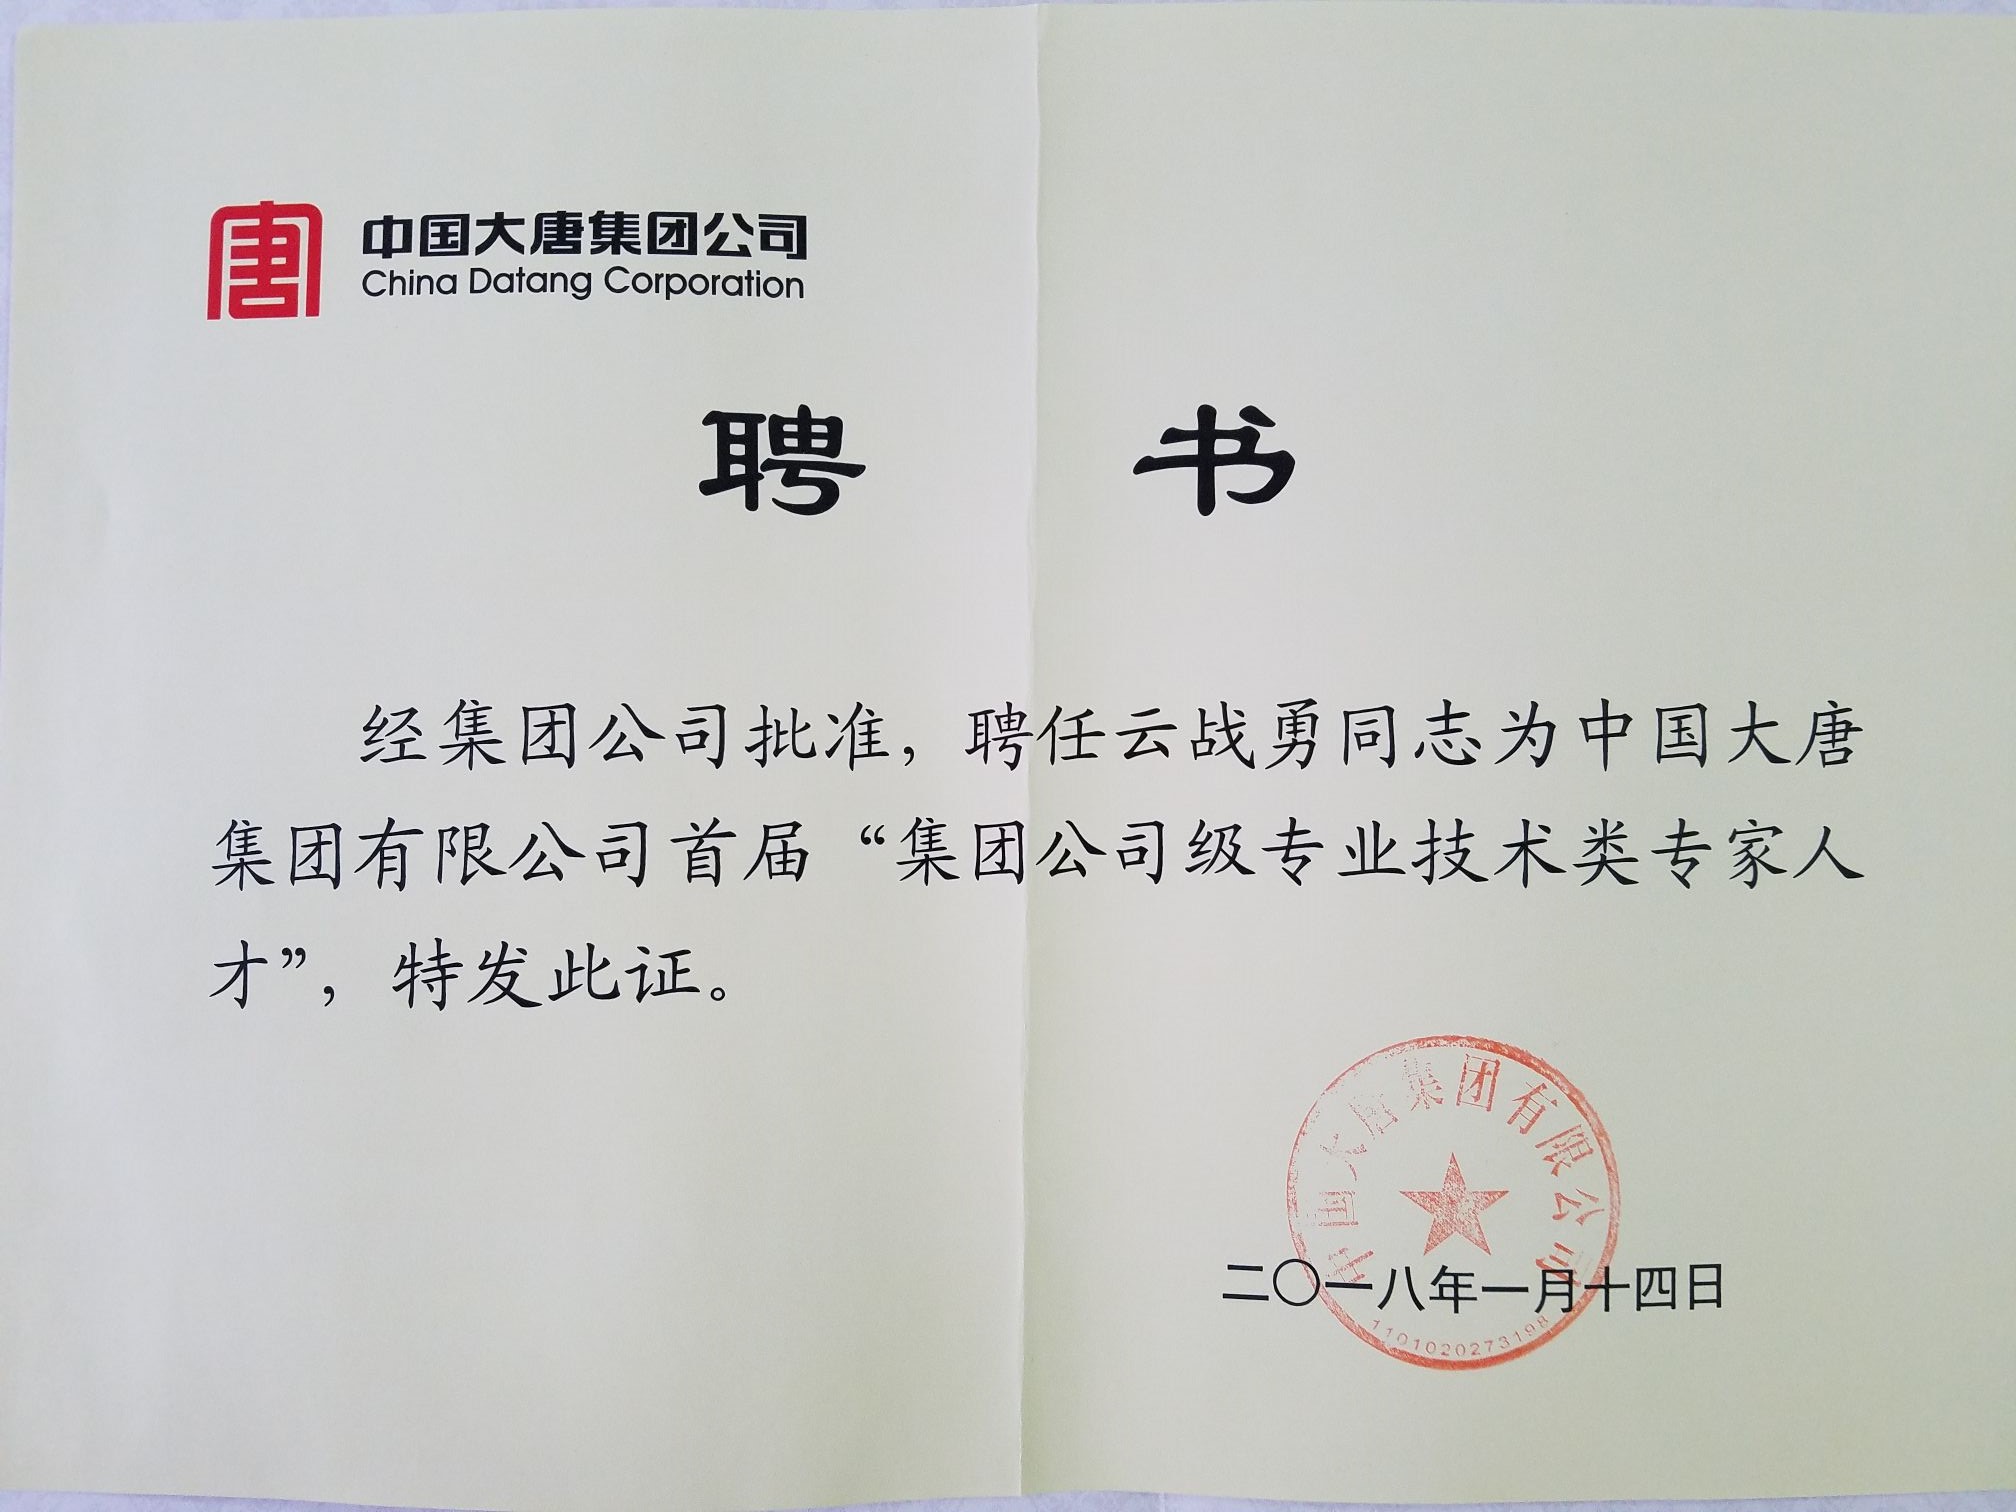 唐
中国大唐集团公司
China Datang Corporation
聘 书
经集团公司批准，聘任云战勇同志为中国大唐
集团有限公司首届“集团公司级专业技术类专家人
才”，特发此证。
中国大唐集团有限公司
二〇一八年一月十四日
1101020273198